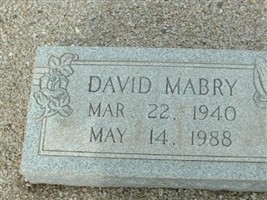 DAVID MABRY
MAR. 22, 1940
MAY 14, 1988